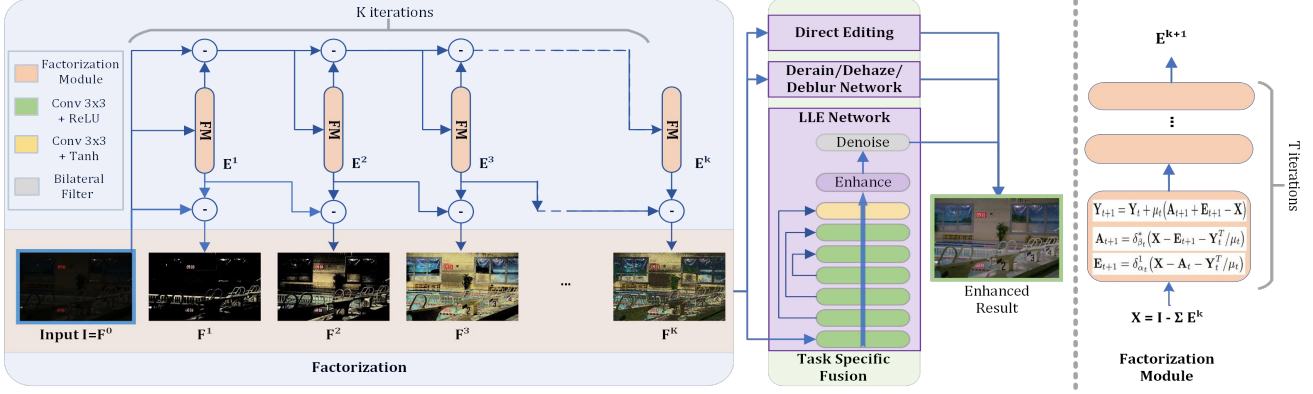 K iterations
Factorization
Module
Conv 3x3
+ ReLU
Conv 3x3
+ Tanh
Bilateral
Filter
-
-
-
FM
FM
FM
FM
E¹
E²
E³
Eᵏ
-
-
-
-
...
Input I=F⁰
F¹
F²
F³
Fᴷ
Factorization
Direct Editing
Derain/Dehaze/
Deblur Network
LLE Network
Denoise
Enhance
Task Specific
Fusion
Enhanced
Result
Eᵏ⁺¹
...
T iterations
Yₜ₊₁ = Yₜ + μₜ(Aₜ₊₁ + Eₜ₊₁ - X)
Aₜ₊₁ = δ*_βₜ(X - Eₜ₊₁ - Yₜᵀ/μₜ)
Eₜ₊₁ = δ¹_αₜ(X - Aₜ - Yₜᵀ/μₜ)
X = I - Σ Eᵏ
Factorization
Module